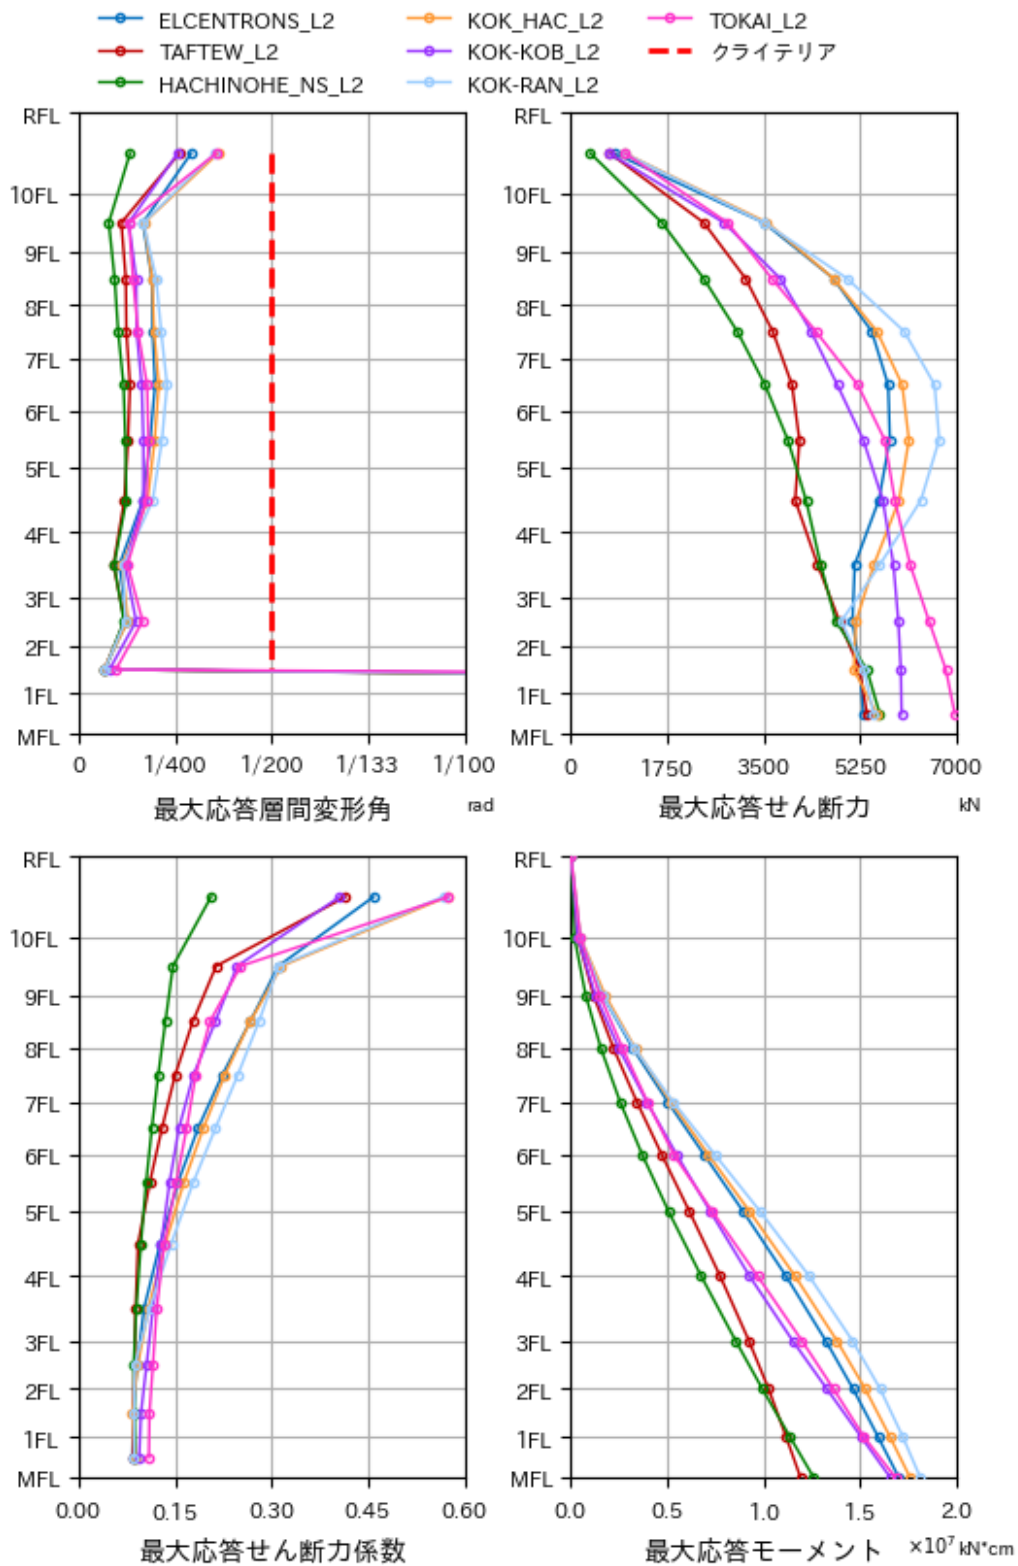 ELCENTRONS_L2 KOK_HAC_L2 TOKAI_L2
TAFTEW_L2 KOK-KOB_L2 クライテリア
HACHINOHE_NS_L2 KOK-RAN_L2
RFL
10FL
9FL
8FL
7FL
6FL
5FL
4FL
3FL
2FL
1FL
MFL
0 1/400 1/200 1/133 1/100
最大応答層間変形角 rad
RFL
10FL
9FL
8FL
7FL
6FL
5FL
4FL
3FL
2FL
1FL
MFL
0 1750 3500 5250 7000
最大応答せん断力 kN
RFL
10FL
9FL
8FL
7FL
6FL
5FL
4FL
3FL
2FL
1FL
MFL
0.00 0.15 0.30 0.45 0.60
最大応答せん断力係数
RFL
10FL
9FL
8FL
7FL
6FL
5FL
4FL
3FL
2FL
1FL
MFL
0.0 0.5 1.0 1.5 2.0
最大応答モーメント ×10⁷ kN*cm